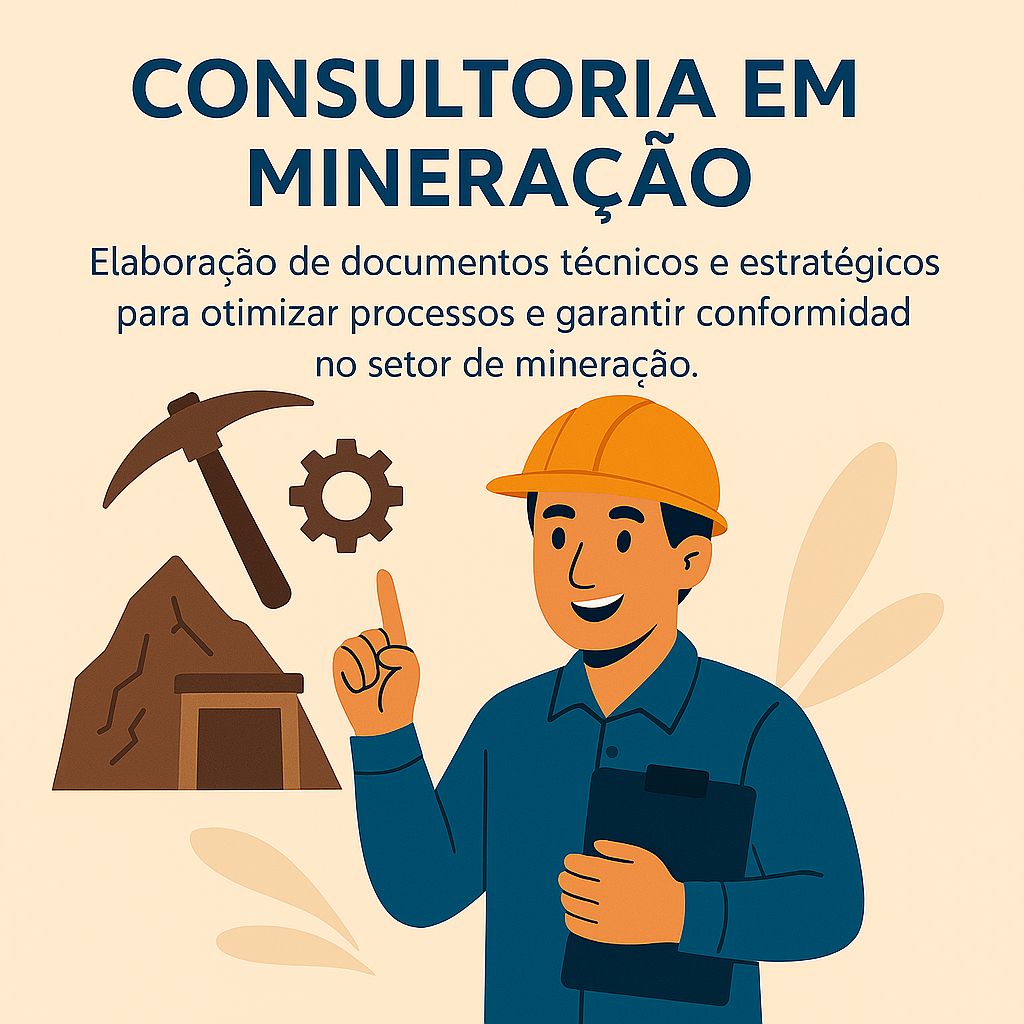 CONSULTORIA EM
MINERAÇÃO
Elaboração de documentos técnicos e estratégicos
para otimizar processos e garantir conformidad
no setor de mineração.